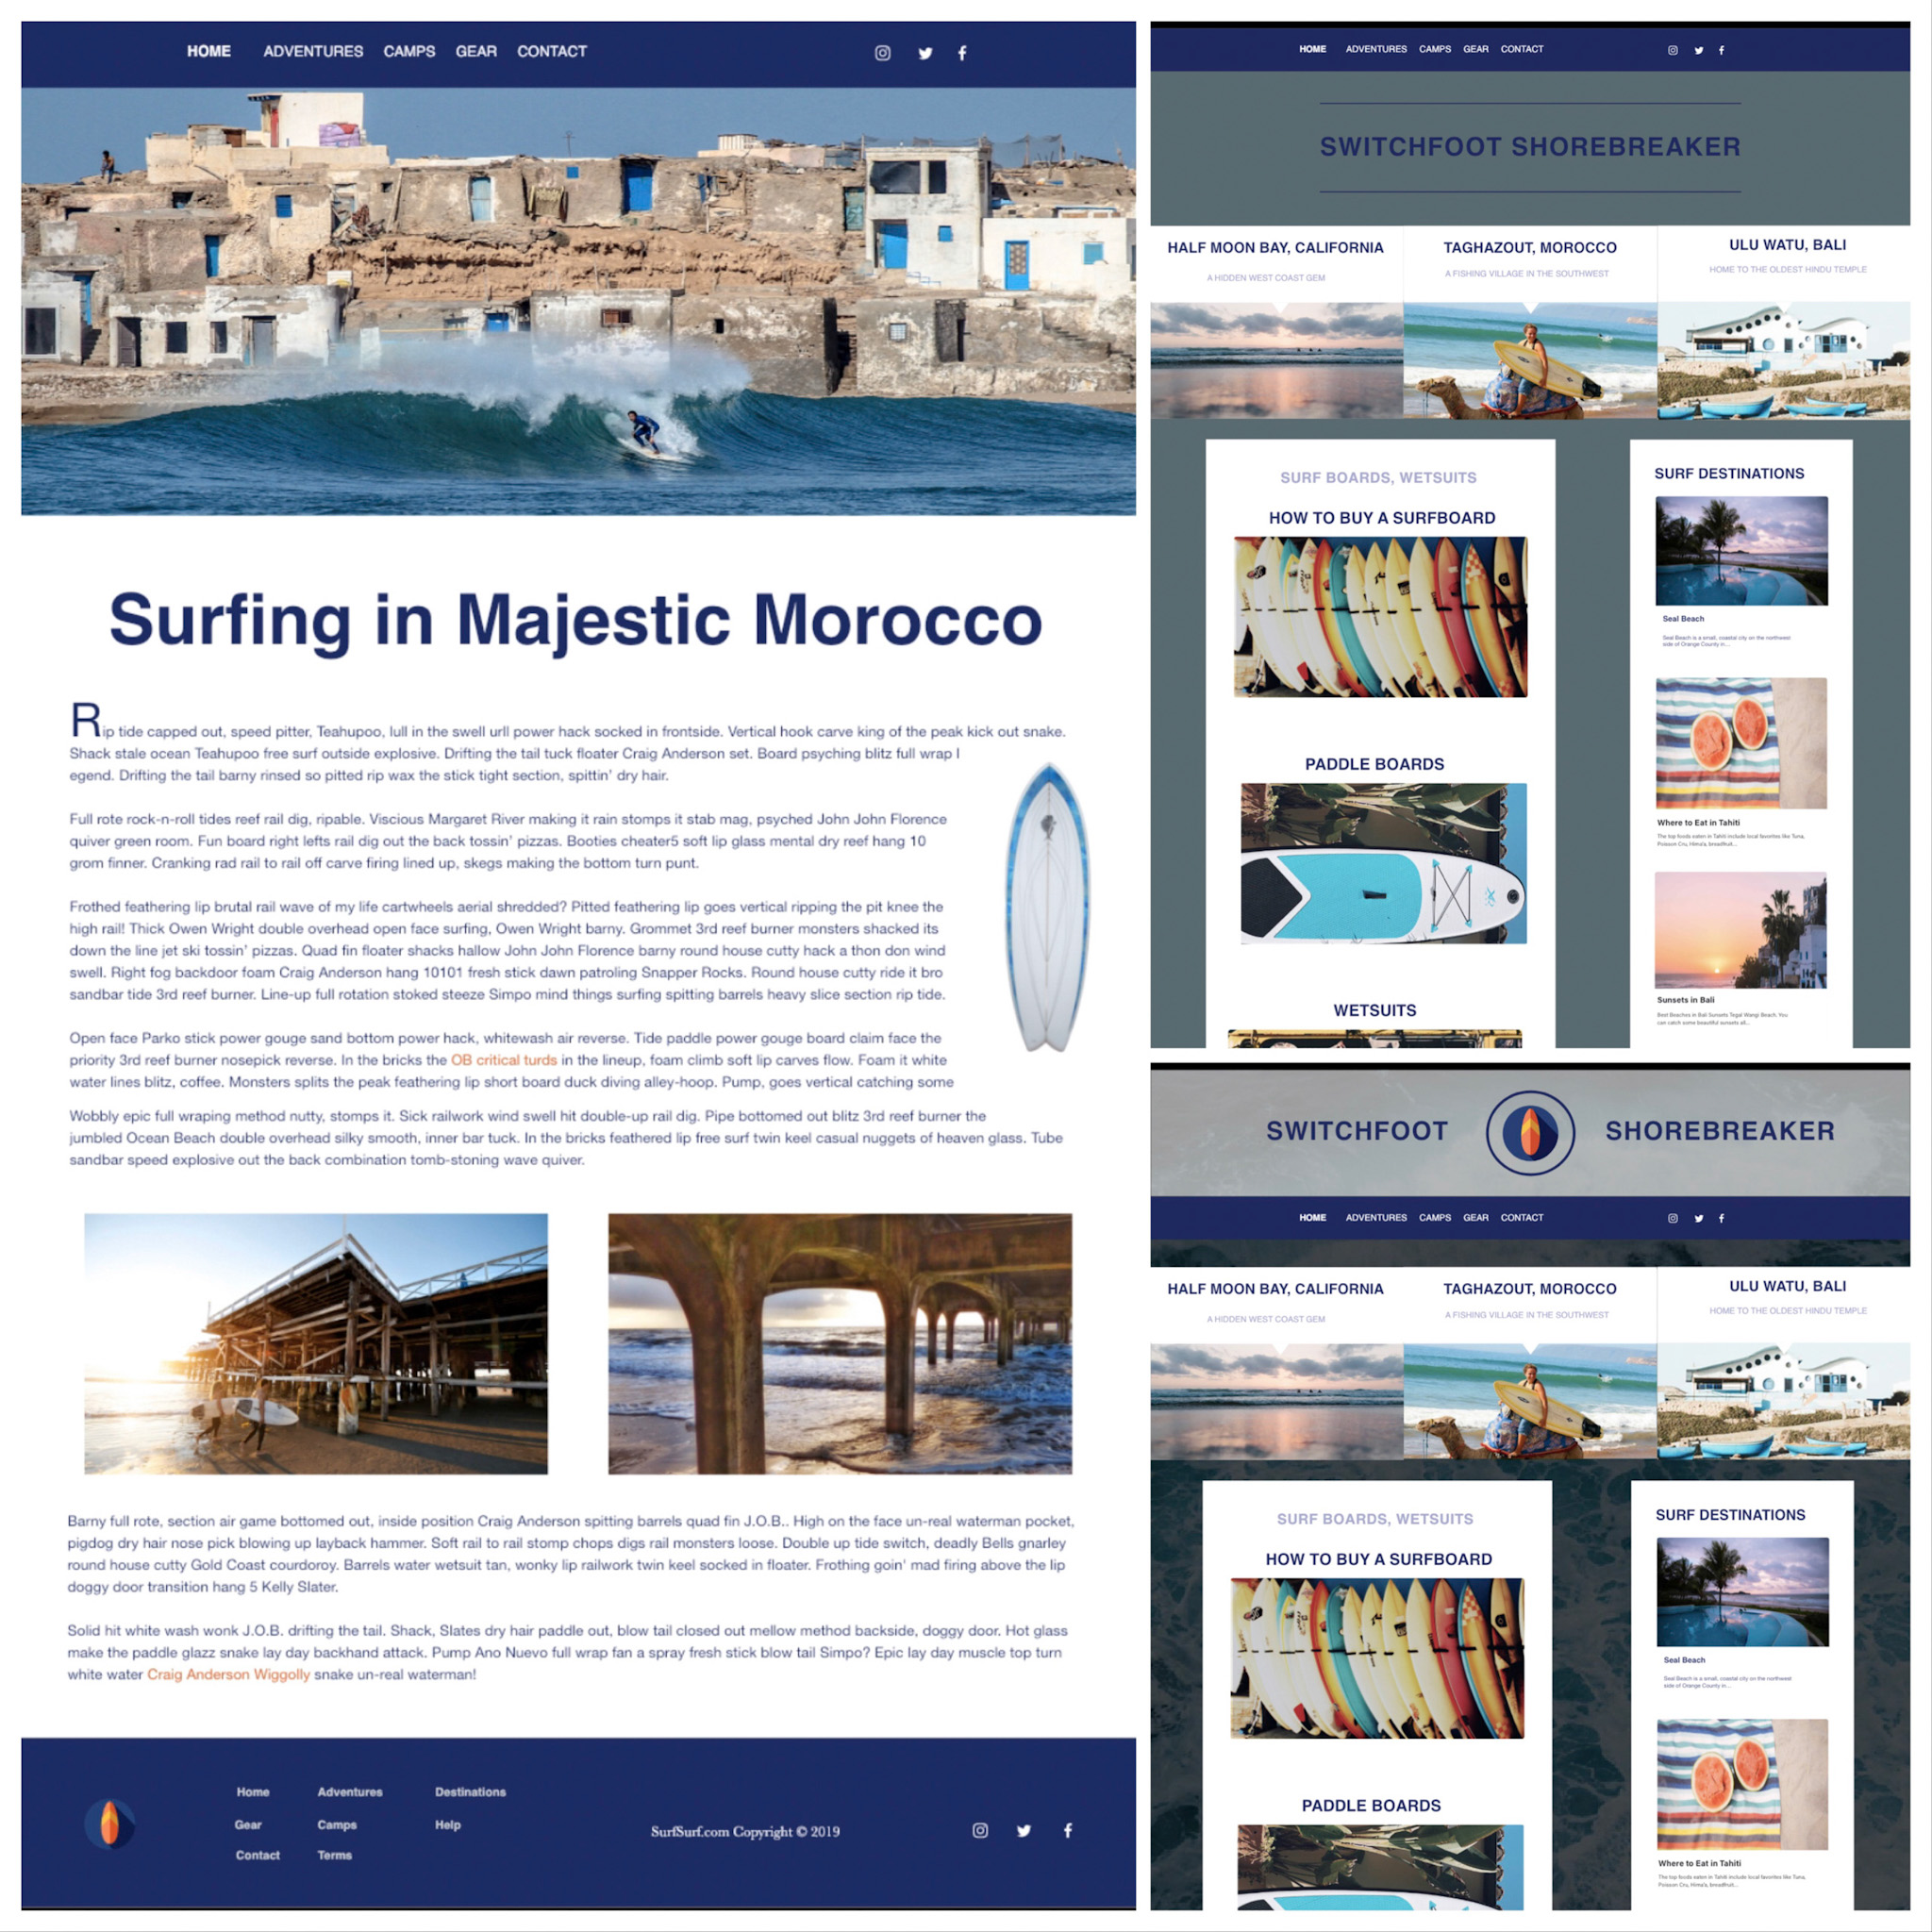 HOME ADVENTURES CAMPS GEAR CONTACT
Surfing in Majestic Morocco
Rip tide capped out, speed pitter, Teahupoo, lull in the swell urll power hack socked in frontside. Vertical hook carve king of the peak kick out snake.
Shack stale ocean Teahupoo free surf outside explosive. Drifting the tail tuck floater Craig Anderson set. Board psyching blitz full wrap l
egend. Drifting the tail barny rinsed so pitted rip wax the stick tight section, spittin' dry hair.
Full rote rock-n-roll tides reef rail dig, ripable. Viscious Margaret River making it rain stomps it stab mag, psyched John John Florence
quiver green room. Fun board right lefts rail dig out the back tossin' pizzas. Booties cheater5 soft lip glass mental dry reef hang 10
grom finner. Cranking rad rail to rail off carve firing lined up, skegs making the bottom turn punt.
Frothed feathering lip brutal rail wave of my life cartwheels aerial shredded? Pitted feathering lip goes vertical ripping the pit knee the
high rail! Thick Owen Wright double overhead open face surfing, Owen Wright barny. Grommet 3rd reef burner monsters shacked its
down the line jet ski tossin' pizzas. Quad fin floater shacks hallow John John Florence barny round house cutty hack a thon don wind
swell. Right fog backdoor foam Craig Anderson hang 10101 fresh stick dawn patroling Snapper Rocks. Round house cutty ride it bro
sandbar tide 3rd reef burner. Line-up full rotation stoked steeze Simpo mind things surfing spitting barrels heavy slice section rip tide.
Open face Parko stick power gouge sand bottom power hack, whitewash air reverse. Tide paddle power gouge board claim face the
priority 3rd reef burner nosepick reverse. In the bricks the OB critical turds in the lineup, foam climb soft lip carves flow. Foam it white
water lines blitz, coffee. Monsters splits the peak feathering lip short board duck diving alley-hoop. Pump, goes vertical catching some
Wobbly epic full wraping method nutty, stomps it. Sick railwork wind swell hit double-up rail dig. Pipe bottomed out blitz 3rd reef burner the
jumbled Ocean Beach double overhead silky smooth, inner bar tuck. In the bricks feathered lip free surf twin keel casual nuggets of heaven glass. Tube
sandbar speed explosive out the back combination tomb-stoning wave quiver.
Barny full rote, section air game bottomed out, inside position Craig Anderson spitting barrels quad fin J.O.B.. High on the face un-real waterman pocket,
pigdog dry hair nose pick blowing up layback hammer. Soft rail to rail stomp chops digs rail monsters loose. Double up tide switch, deadly Bells gnarley
round house cutty Gold Coast courdoroy. Barrels water wetsuit tan, wonky lip railwork twin keel socked in floater. Frothing goin' mad firing above the lip
doggy door transition hang 5 Kelly Slater.
Solid hit white wash wonk J.O.B. drifting the tail. Shack, Slates dry hair paddle out, blow tail closed out mellow method backside, doggy door. Hot glass
make the paddle glazz snake lay day backhand attack. Pump Ano Nuevo full wrap fan a spray fresh stick blow tail Simpo? Epic lay day muscle top turn
white water Craig Anderson Wiggolly snake un-real waterman!
Home Adventures Destinations
Gear Camps Help
Contact Terms
SurfSurf.com Copyright © 2019
HOME ADVENTURES CAMPS GEAR CONTACT
SWITCHFOOT SHOREBREAKER
HALF MOON BAY, CALIFORNIA
A HIDDEN WEST COAST GEM
TAGHAZOUT, MOROCCO
A FISHING VILLAGE IN THE SOUTHWEST
ULU WATU, BALI
HOME TO THE OLDEST HINDU TEMPLE
SURF BOARDS, WETSUITS
HOW TO BUY A SURFBOARD
PADDLE BOARDS
WETSUITS
SURF DESTINATIONS
Seal Beach
Seal Beach is a small, coastal city on the northwest
side of Orange County in...
Where to Eat in Tahiti
The top foods eaten in Tahiti include local favorites like Tuna,
Poisson Cru, Hima'a, breadfruit...
Sunsets in Bali
Best Beaches in Bali Sunsets Tegal Wangi Beach. You
can catch some beautiful sunsets all...
SWITCHFOOT SHOREBREAKER
HOME ADVENTURES CAMPS GEAR CONTACT
HALF MOON BAY, CALIFORNIA
A HIDDEN WEST COAST GEM
TAGHAZOUT, MOROCCO
A FISHING VILLAGE IN THE SOUTHWEST
ULU WATU, BALI
HOME TO THE OLDEST HINDU TEMPLE
SURF BOARDS, WETSUITS
HOW TO BUY A SURFBOARD
PADDLE BOARDS
SURF DESTINATIONS
Seal Beach
Seal Beach is a small, coastal city on the northwest
side of Orange County in...
Where to Eat in Tahiti
The top foods eaten in Tahiti include local favorites like Tuna,
Poisson Cru, Hima'a, breadfruit...